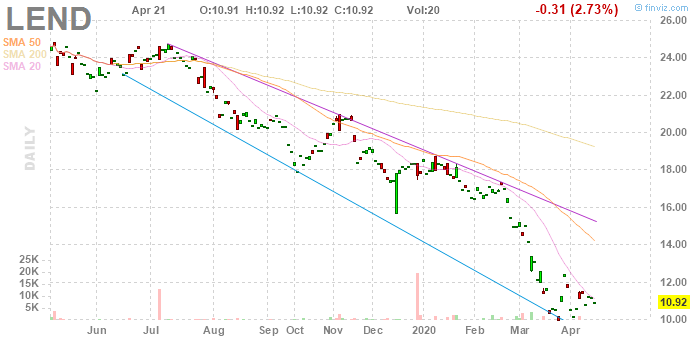 LEND Apr 21 O:10.91 H:10.92 L:10.92 C:10.92 Vol:20 -0.31 (2.73%) © finviz.com
SMA 50
SMA 200
SMA 20
DAILY
26.00
24.00
22.00
20.00
18.00
16.00
14.00
12.00
10.92
10.00
25K
20K
15K
10K
5K
Jun Jul Aug Sep Oct Nov Dec 2020 Feb Mar Apr